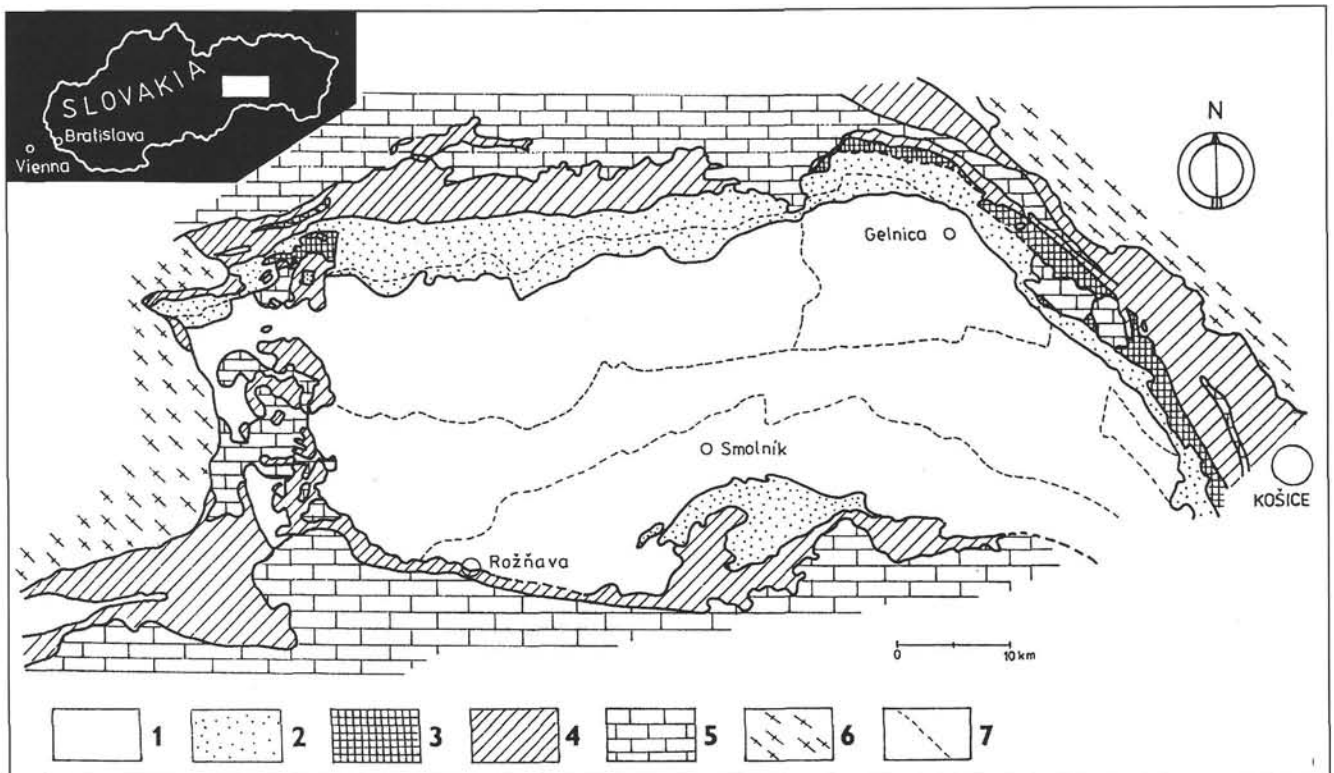 SLOVAKIA
Bratislava
Vienna
N
Gelnica
Smolník
KOŠICE
Rožňava
0 10 km
1 2 3 4 5 6 7